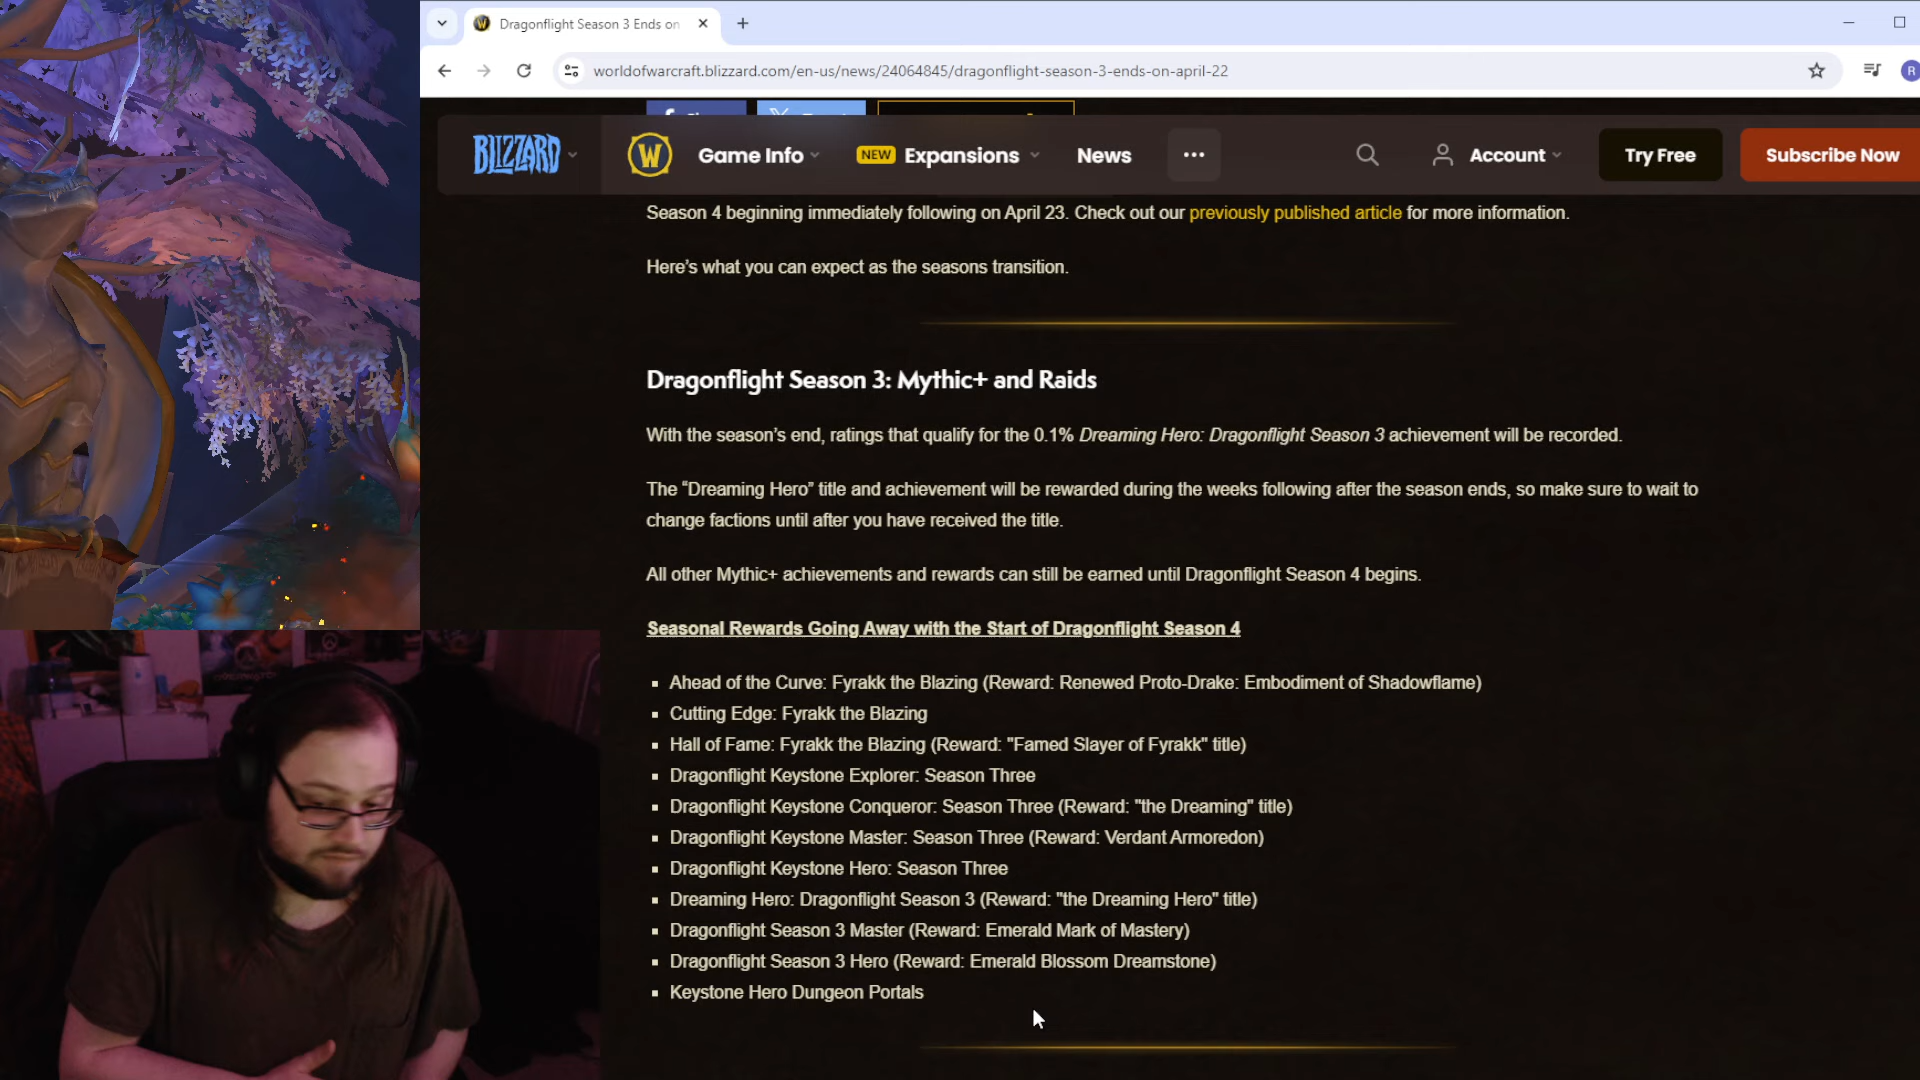 Dragonflight Season 3 Ends on
worldofwarcraft.blizzard.com/en-us/news/24064845/dragonflight-season-3-ends-on-april-22
R
BLIZZARD
W
Game Info
NEW Expansions
News
Account
Try Free
Subscribe Now
Season 4 beginning immediately following on April 23. Check out our previously published article for more information.
Here's what you can expect as the seasons transition.
Dragonflight Season 3: Mythic+ and Raids
With the season's end, ratings that qualify for the 0.1% Dreaming Hero: Dragonflight Season 3 achievement will be recorded.
The “Dreaming Hero” title and achievement will be rewarded during the weeks following after the season ends, so make sure to wait to
change factions until after you have received the title.
All other Mythic+ achievements and rewards can still be earned until Dragonflight Season 4 begins.
Seasonal Rewards Going Away with the Start of Dragonflight Season 4
Ahead of the Curve: Fyrakk the Blazing (Reward: Renewed Proto-Drake: Embodiment of Shadowflame)
Cutting Edge: Fyrakk the Blazing
Hall of Fame: Fyrakk the Blazing (Reward: "Famed Slayer of Fyrakk" title)
Dragonflight Keystone Explorer: Season Three
Dragonflight Keystone Conqueror: Season Three (Reward: "the Dreaming" title)
Dragonflight Keystone Master: Season Three (Reward: Verdant Armoredon)
Dragonflight Keystone Hero: Season Three
Dreaming Hero: Dragonflight Season 3 (Reward: "the Dreaming Hero" title)
Dragonflight Season 3 Master (Reward: Emerald Mark of Mastery)
Dragonflight Season 3 Hero (Reward: Emerald Blossom Dreamstone)
Keystone Hero Dungeon Portals